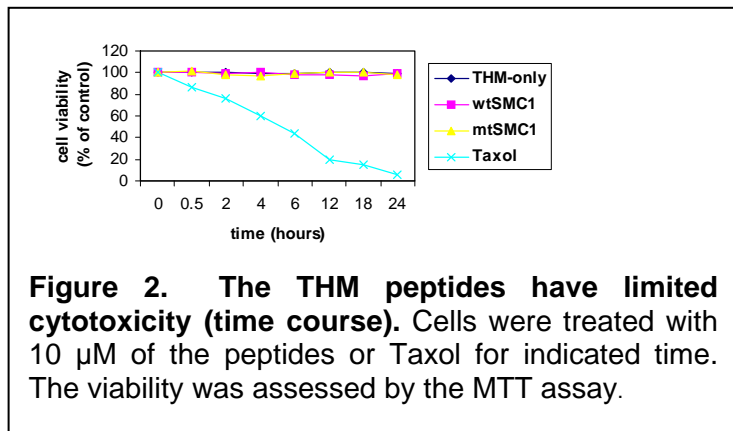 120
100
80
60
40
20
0
cell viability
(% of control)
0 0.5 2 4 6 12 18 24
time (hours)
THM-only
wtSMC1
mtSMC1
Taxol
Figure 2. The THM peptides have limited
cytotoxicity (time course). Cells were treated with
10 µM of the peptides or Taxol for indicated time.
The viability was assessed by the MTT assay.